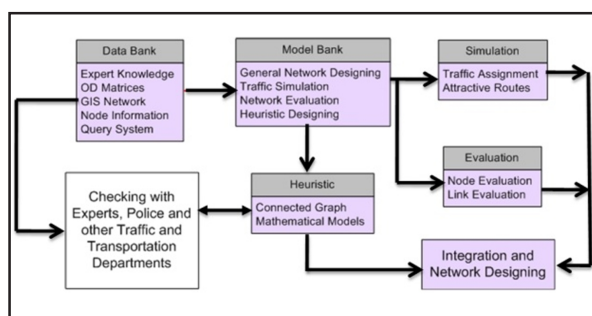 Data Bank
Expert Knowledge
OD Matrices
GIS Network
Node Information
Query System
Model Bank
General Network Designing
Traffic Simulation
Network Evaluation
Heuristic Designing
Simulation
Traffic Assignment
Attractive Routes
Evaluation
Node Evaluation
Link Evaluation
Checking with
Experts, Police and
other Traffic and
Transportation
Departments
Heuristic
Connected Graph
Mathematical Models
Integration and
Network Designing